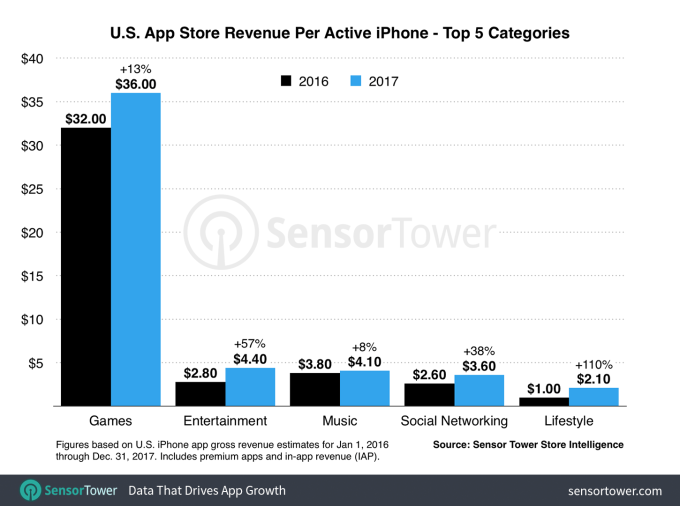 U.S. App Store Revenue Per Active iPhone - Top 5 Categories
$40
$35
$30
$25
$20
$15
$10
$5
2016
2017
$32.00
+13%
$36.00
$2.80
+57%
$4.40
$3.80
+8%
$4.10
$2.60
+38%
$3.60
$1.00
+110%
$2.10
SensorTower
Games
Entertainment
Music
Social Networking
Lifestyle
Figures based on U.S. iPhone app gross revenue estimates for Jan 1, 2016
through Dec. 31, 2017. Includes premium apps and in-app revenue (IAP).
Source: Sensor Tower Store Intelligence
SensorTower
Data That Drives App Growth
sensortower.com